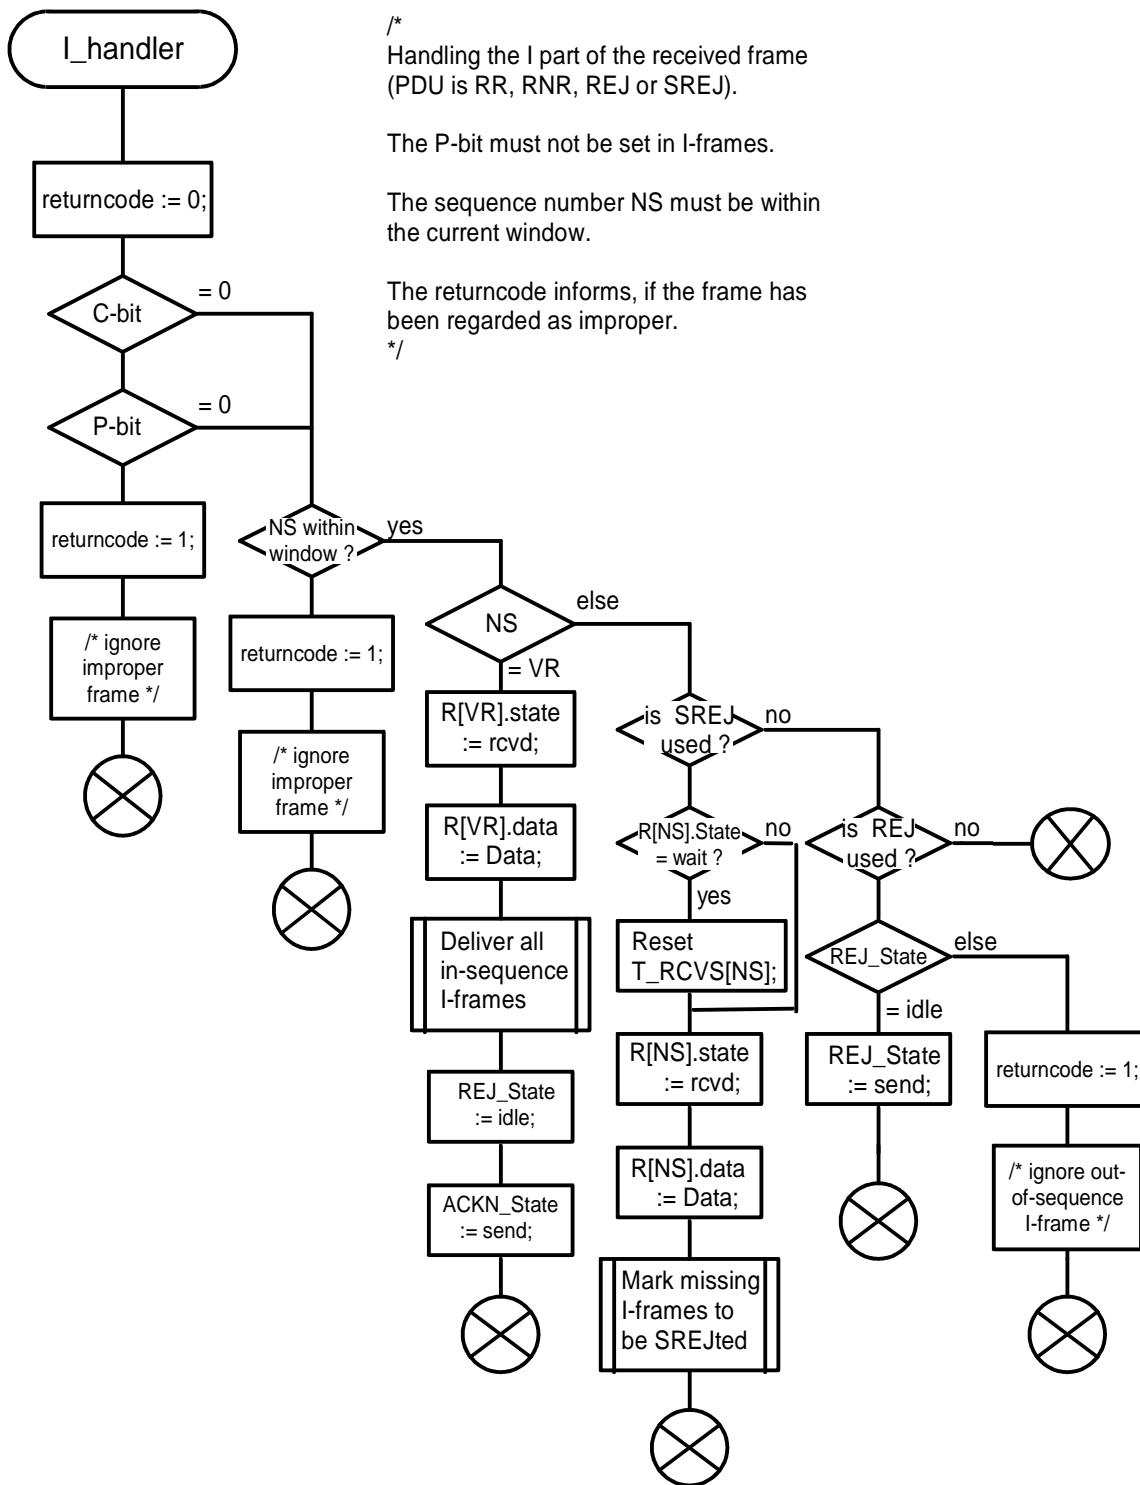 I_handler
/*
Handling the I part of the received frame
(PDU is RR, RNR, REJ or SREJ).
The P-bit must not be set in I-frames.
The sequence number NS must be within
the current window.
The returncode informs, if the frame has
been regarded as improper.
*/
returncode := 0;
C-bit
= 0
P-bit
= 0
returncode := 1;
/* ignore
improper
frame */
NS within
window ?
yes
returncode := 1;
/* ignore
improper
frame */
NS
else
= VR
R[VR].state
:= rcvd;
R[VR].data
:= Data;
Deliver all
in-sequence
I-frames
REJ_State
:= idle;
ACKN_State
:= send;
is SREJ
used ?
no
R[NS].State
= wait ?
no
yes
Reset
T_RCVS[NS];
R[NS].state
:= rcvd;
R[NS].data
:= Data;
Mark missing
I-frames to
be SREJted
is REJ
used ?
no
REJ_State
else
= idle
REJ_State
:= send;
returncode := 1;
/* ignore out-
of-sequence
I-frame */